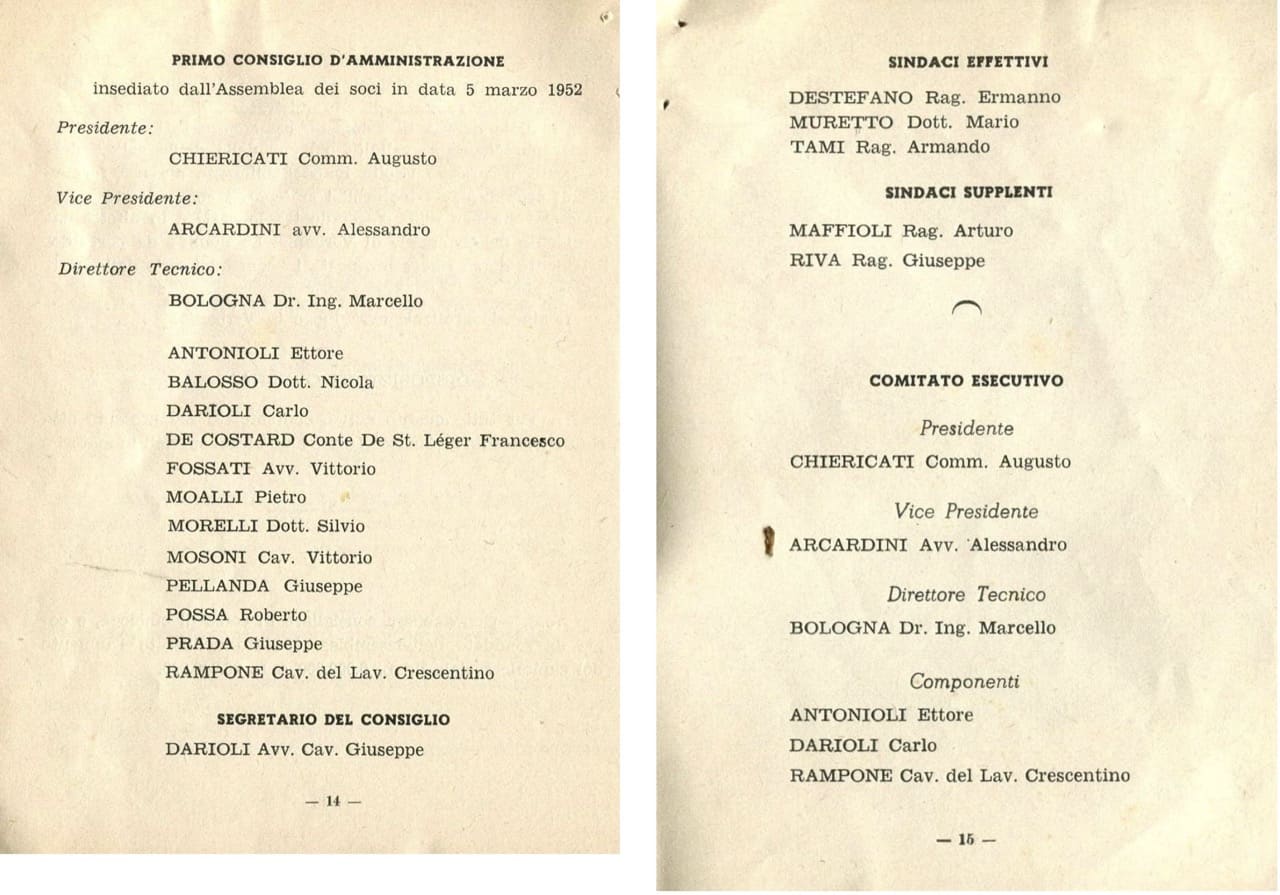 PRIMO CONSIGLIO D'AMMINISTRAZIONE
insediato dall'Assemblea dei soci in data 5 marzo 1952
Presidente:
CHIERICATI Comm. Augusto
Vice Presidente:
ARCARDINI avv. Alessandro
Direttore Tecnico:
BOLOGNA Dr. Ing. Marcello
ANTONIOLI Ettore
BALOSSO Dott. Nicola
DARIOLI Carlo
DE COSTARD Conte De St. Léger Francesco
FOSSATI Avv. Vittorio
MOALLI Pietro
MORELLI Dott. Silvio
MOSONI Cav. Vittorio
PELLANDA Giuseppe
POSSA Roberto
PRADA Giuseppe
RAMPONE Cav. del Lav. Crescentino
SEGRETARIO DEL CONSIGLIO
DARIOLI Avv. Cav. Giuseppe
— 14 —
SINDACI EFFETTIVI
DESTEFANO Rag. Ermanno
MURETTO Dott. Mario
TAMI Rag. Armando
SINDACI SUPPLENTI
MAFFIOLI Rag. Arturo
RIVA Rag. Giuseppe
COMITATO ESECUTIVO
Presidente
CHIERICATI Comm. Augusto
Vice Presidente
ARCARDINI Avv. Alessandro
Direttore Tecnico
BOLOGNA Dr. Ing. Marcello
Componenti
ANTONIOLI Ettore
DARIOLI Carlo
RAMPONE Cav. del Lav. Crescentino
— 15 —